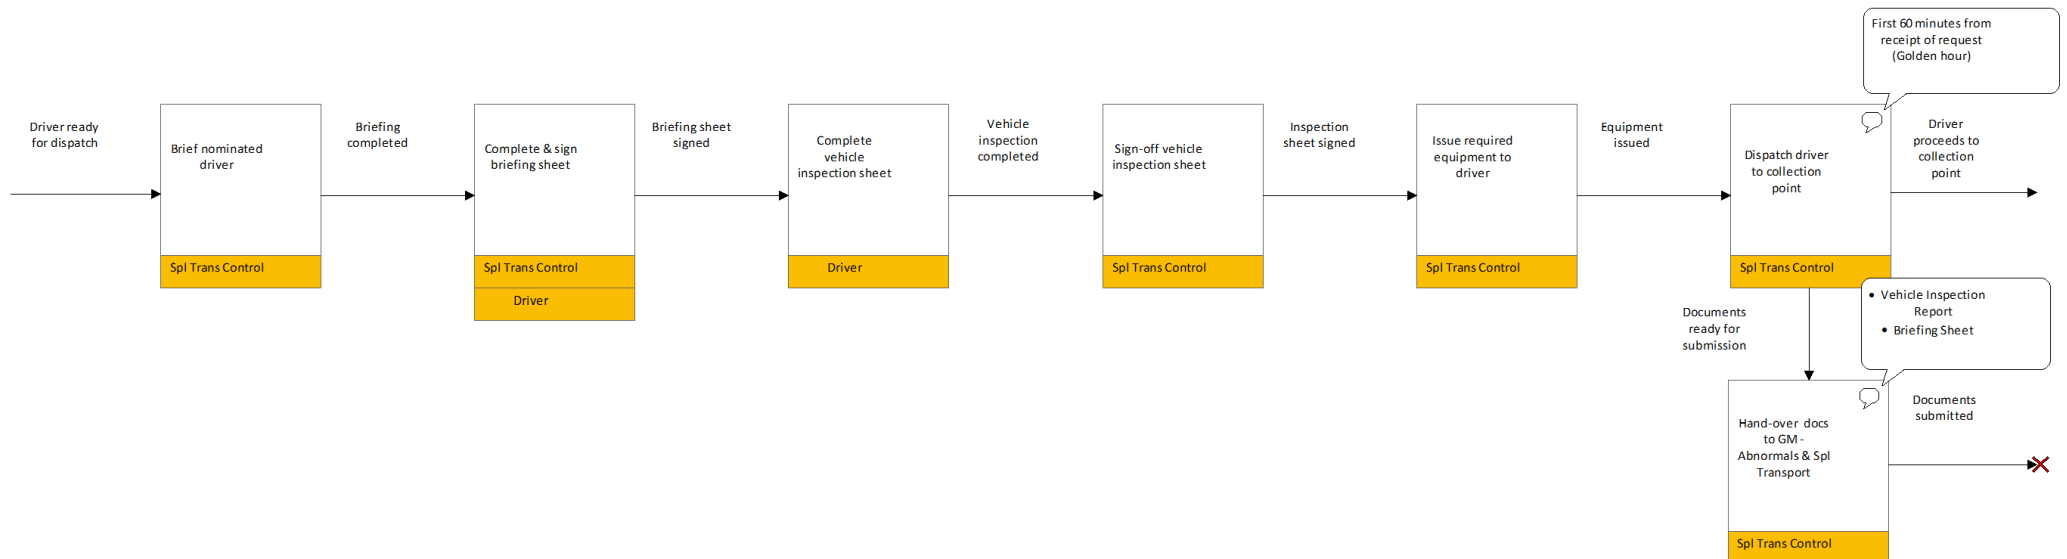 First 60 minutes from
receipt of request
(Golden hour)
Driver ready
for dispatch
Brief nominated
driver
Spl Trans Control
Briefing
completed
Complete & sign
briefing sheet
Spl Trans Control
Driver
Briefing sheet
signed
Complete
vehicle
inspection sheet
Driver
Vehicle
inspection
completed
Sign-off vehicle
inspection sheet
Spl Trans Control
Inspection
sheet signed
Issue required
equipment to
driver
Spl Trans Control
Equipment
issued
Dispatch driver
to collection
point
Spl Trans Control
Driver
proceeds to
collection
point
Documents
ready for
submission
• Vehicle Inspection
Report
• Briefing Sheet
Hand-over docs
to GM -
Abnormals & Spl
Transport
Spl Trans Control
Documents
submitted